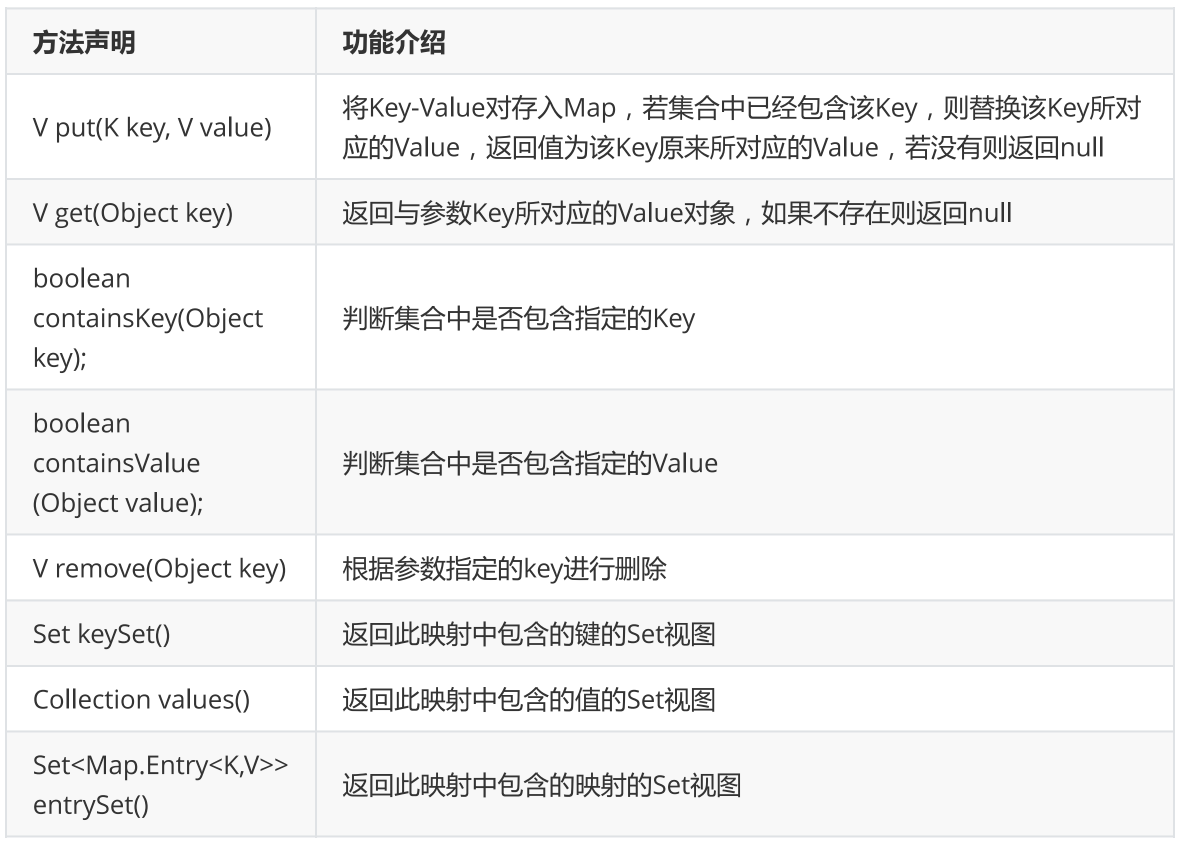 方法声明
功能介绍
V put(K key, V value)
将Key-Value对存入Map，若集合中已经包含该Key，则替换该Key所对
应的Value，返回值为该Key原来所对应的Value，若没有则返回null
V get(Object key)
返回与参数Key所对应的Value对象，如果不存在则返回null
boolean
containsKey(Object
key);
判断集合中是否包含指定的Key
boolean
containsValue
(Object value);
判断集合中是否包含指定的Value
V remove(Object key)
根据参数指定的key进行删除
Set keySet()
返回此映射中包含的键的Set视图
Collection values()
返回此映射中包含的值的Set视图
Set<Map.Entry<K,V>>
entrySet()
返回此映射中包含的映射的Set视图